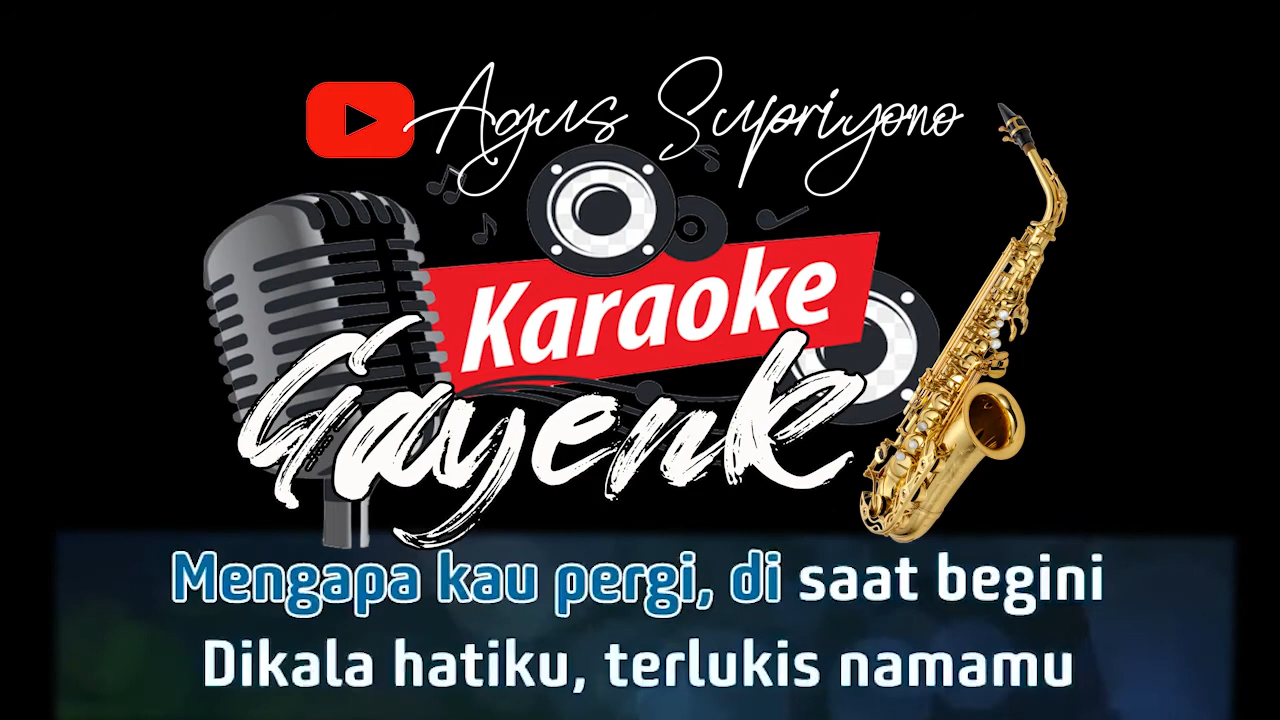 Agus Supriyono
Karaoke
Gayenk
Mengapa kau pergi, di saat begini
Dikala hatiku, terlukis namamu